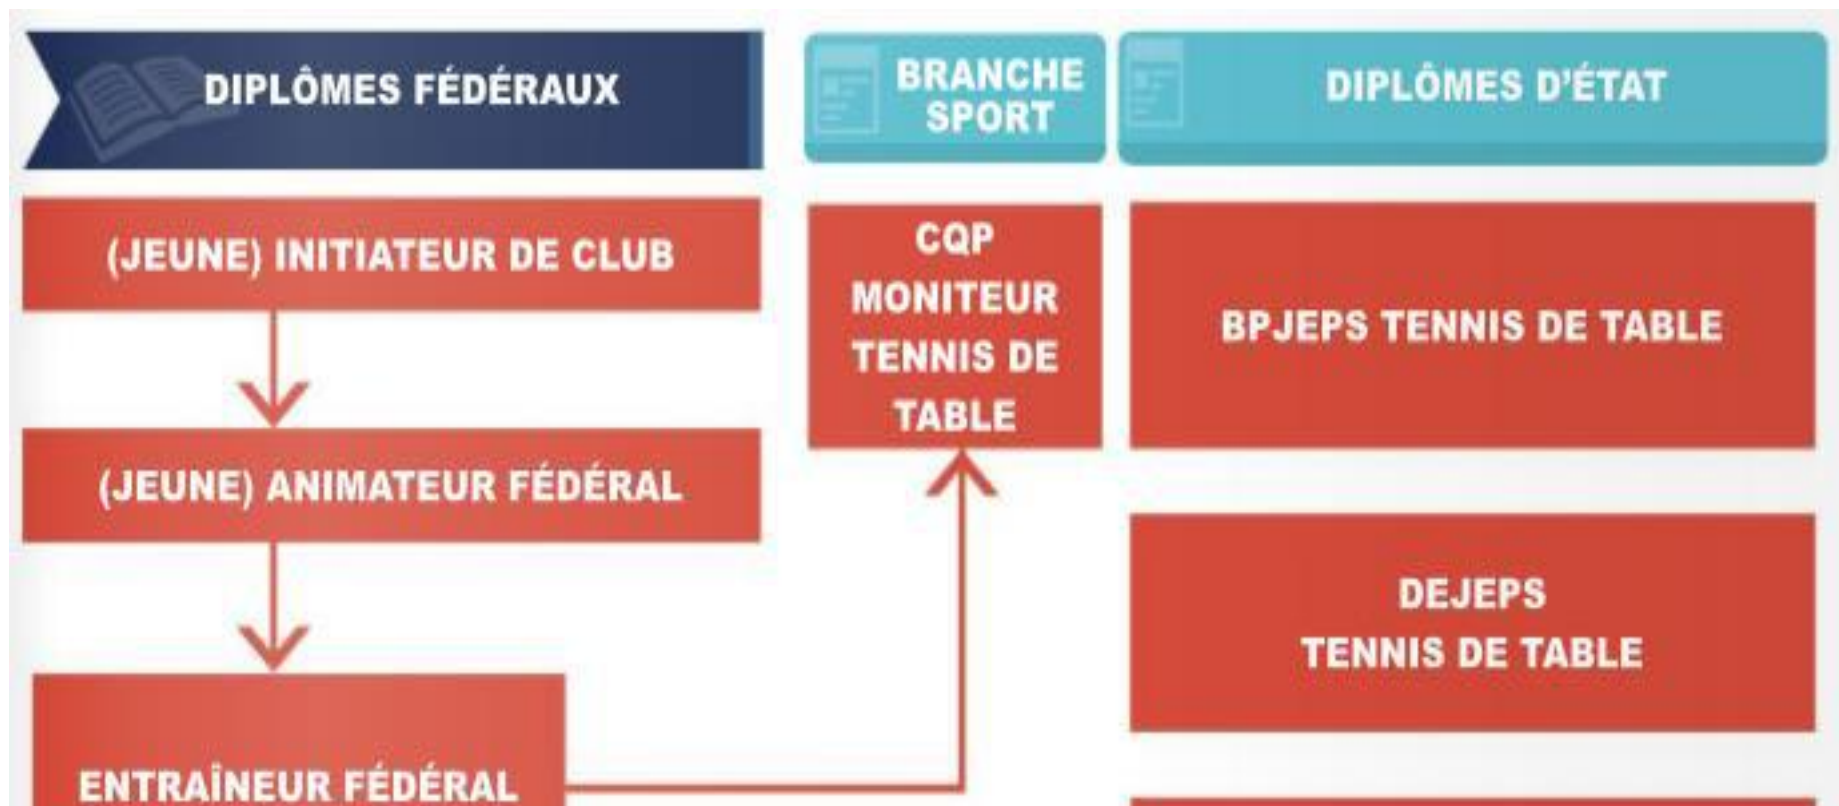 DIPLÔMES FÉDÉRAUX
BRANCHE
SPORT
DIPLÔMES D'ÉTAT
(JEUNE) INITIATEUR DE CLUB
(JEUNE) ANIMATEUR FÉDÉRAL
ENTRAÎNEUR FÉDÉRAL
CQP
MONITEUR
TENNIS DE
TABLE
BPJEPS TENNIS DE TABLE
DEJEPS
TENNIS DE TABLE